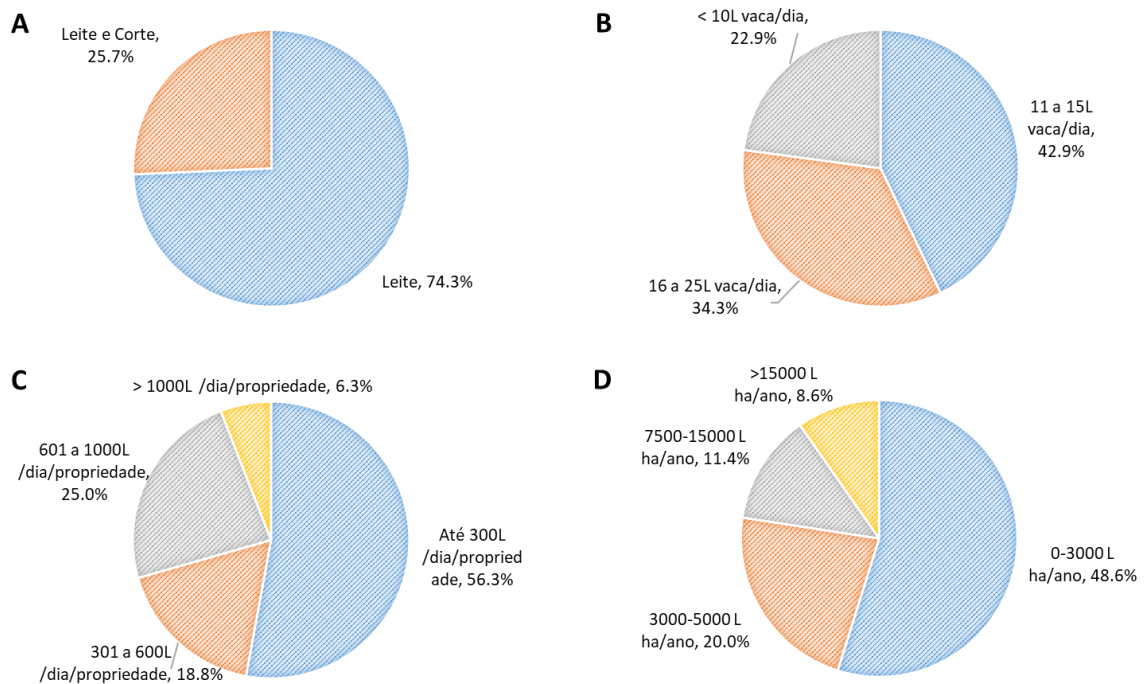 A
Leite e Corte,
25.7%
Leite, 74.3%
B
< 10L vaca/dia,
22.9%
11 a 15L
vaca/dia,
42.9%
16 a 25L vaca/dia,
34.3%
C
> 1000L /dia/propriedade, 6.3%
601 a 1000L
/dia/propriedade,
25.0%
Até 300L
/dia/propried
ade, 56.3%
301 a 600L
/dia/propriedade, 18.8%
D
>15000 L
ha/ano, 8.6%
7500-15000 L
ha/ano, 11.4%
0-3000 L
ha/ano, 48.6%
3000-5000 L
ha/ano, 20.0%